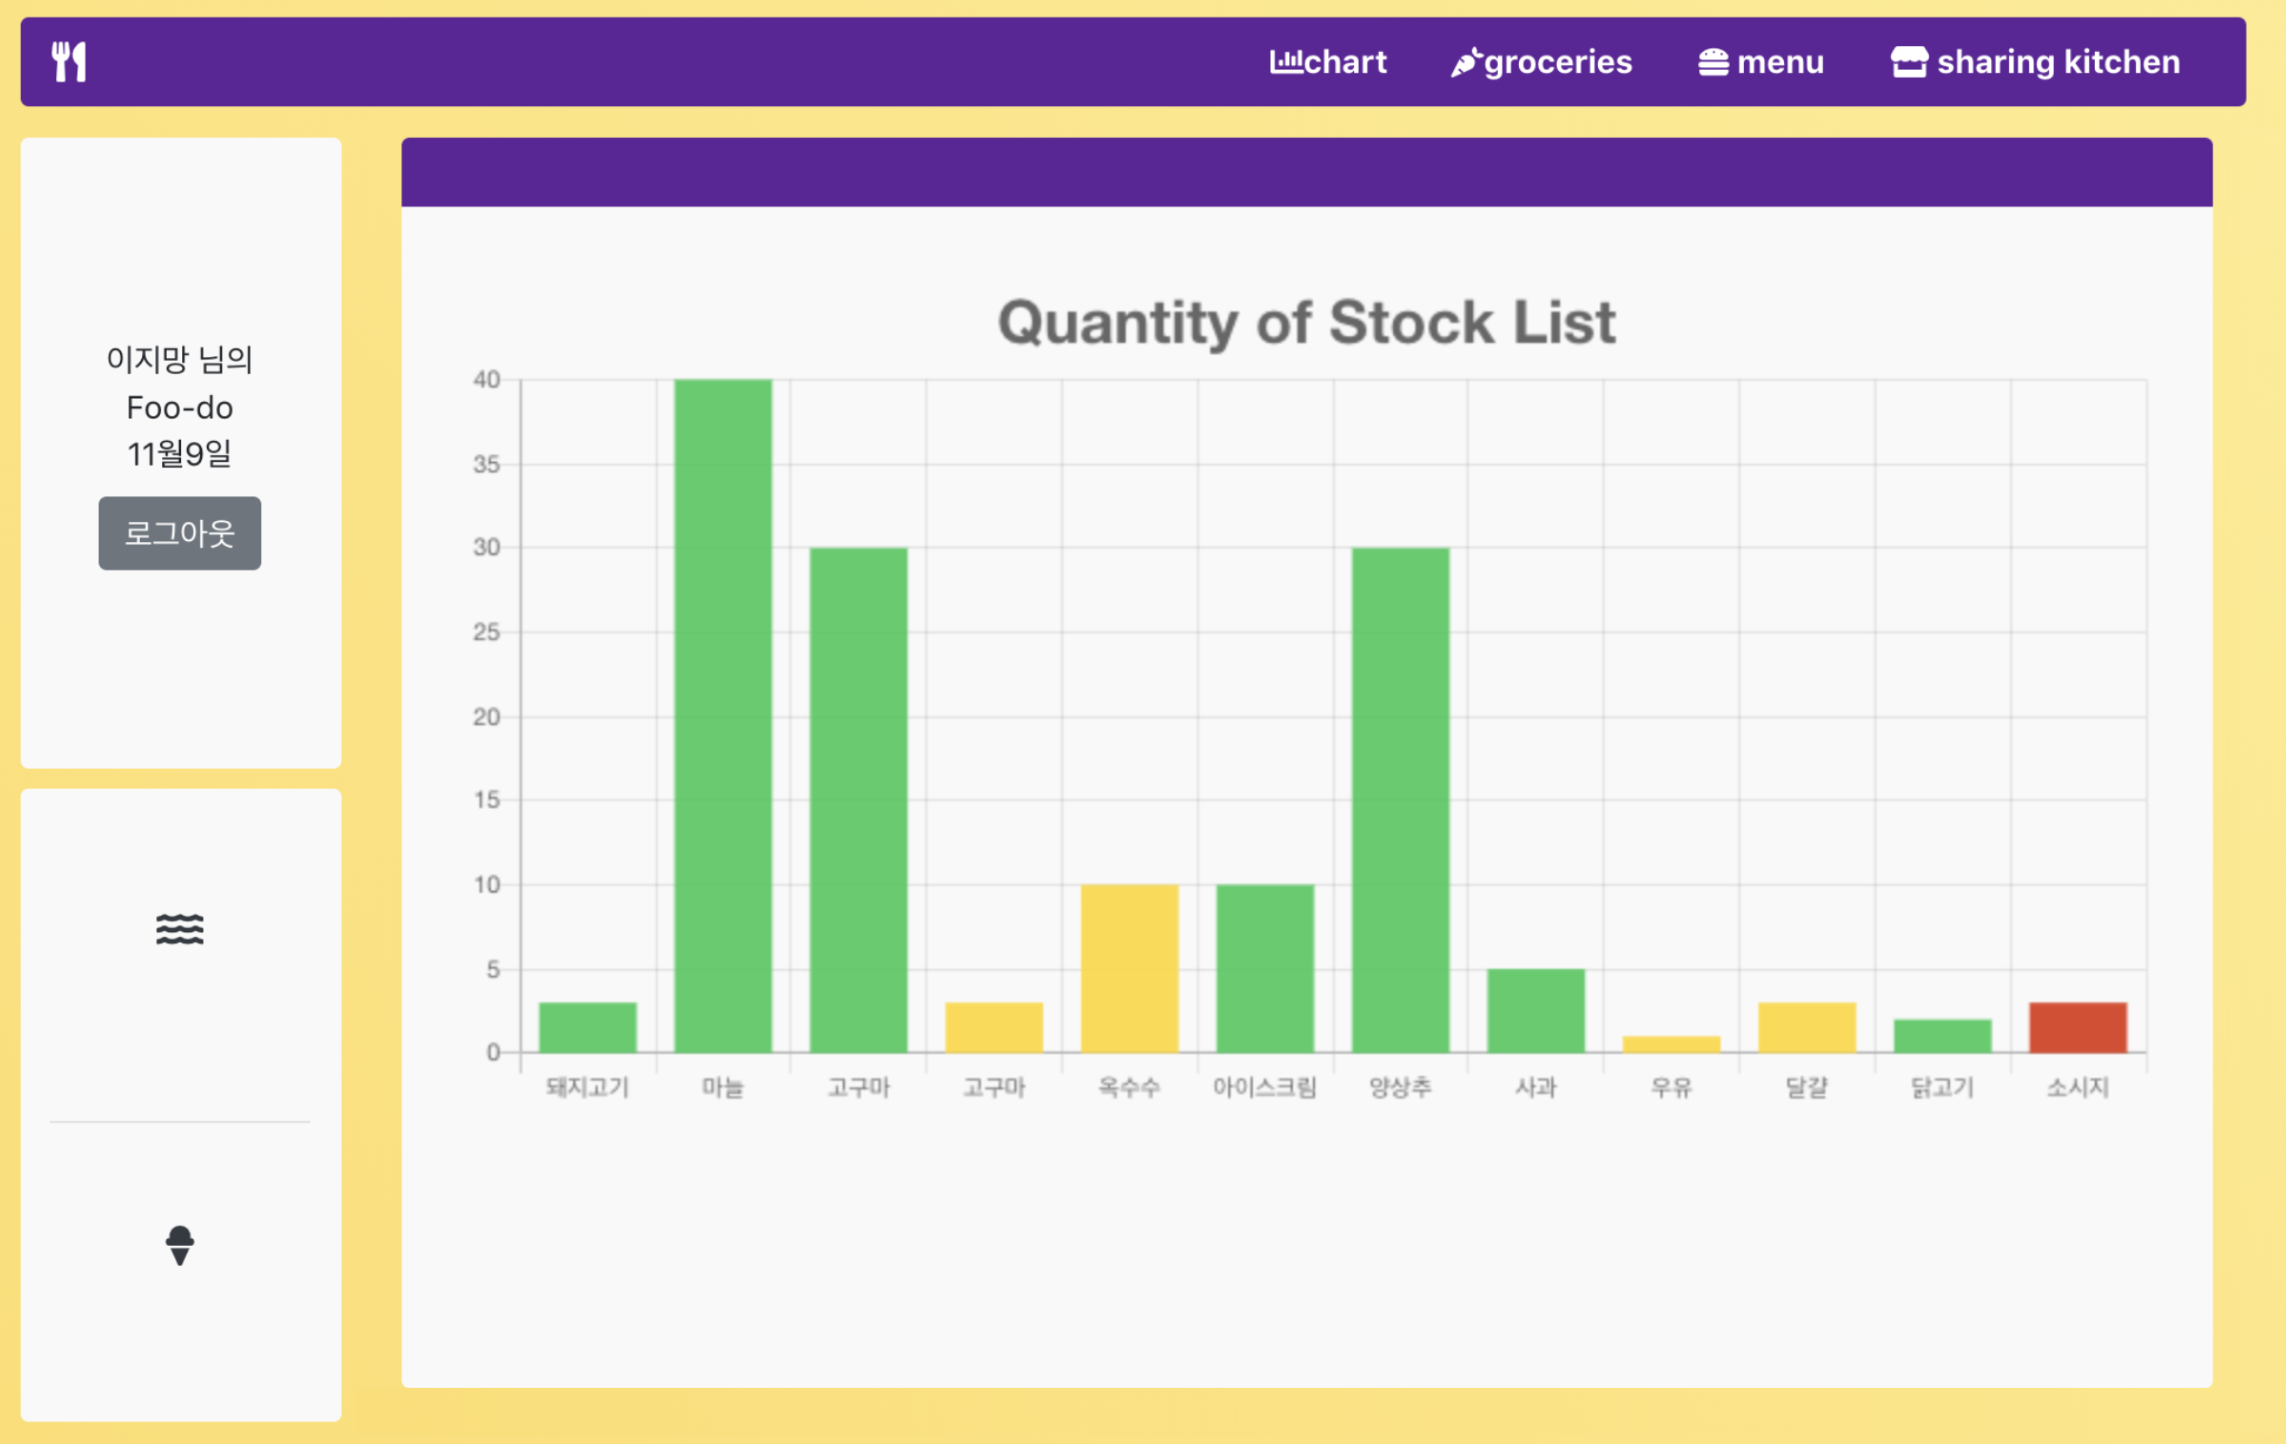 chart groceries menu sharing kitchen
이지망 님의
Foo-do
11월9일
로그아웃
Quantity of Stock List
40
35
30
25
20
15
10
5
0
돼지고기 마늘 고구마 고구마 옥수수 아이스크림 양상추 사과 우유 달걀 닭고기 소시지